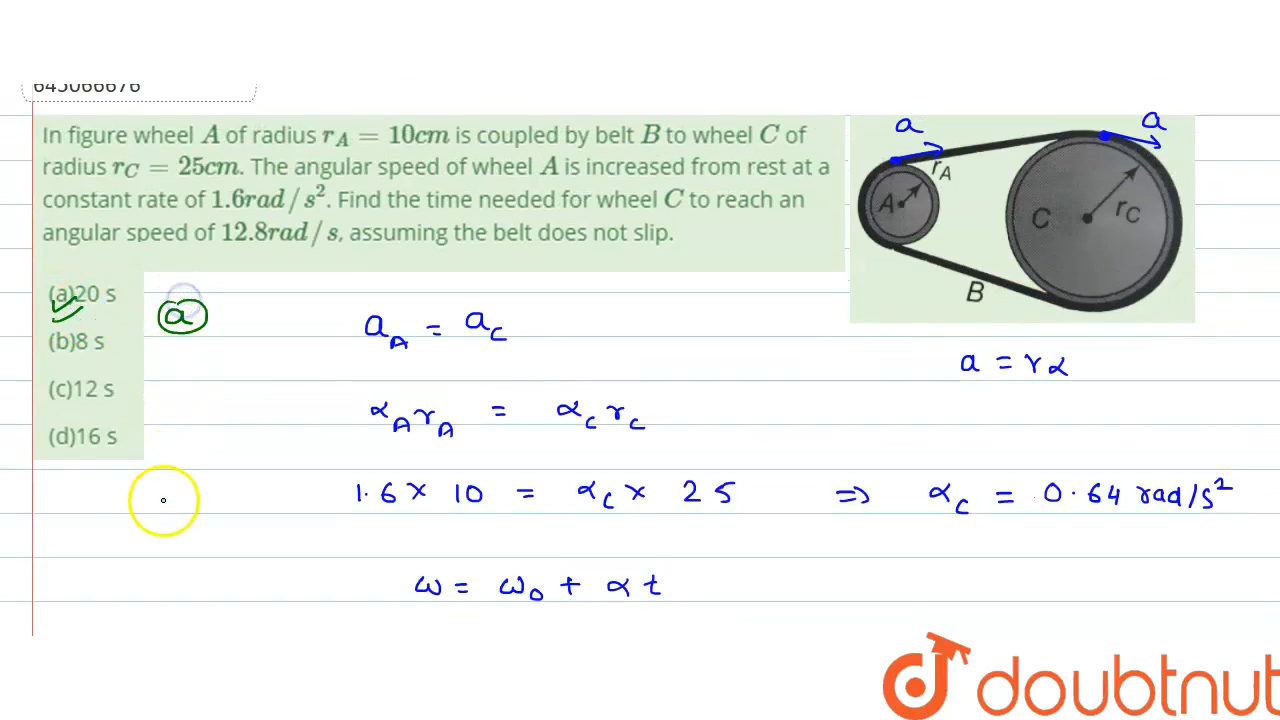 645066676
In figure wheel A of radius r_A = 10cm is coupled by belt B to wheel C of
radius r_C = 25cm. The angular speed of wheel A is increased from rest at a
constant rate of 1.6rad/s². Find the time needed for wheel C to reach an
angular speed of 12.8rad/s, assuming the belt does not slip.
a
a
r_A
A
C
r_C
B
(a)20 s
(b)8 s
(c)12 s
(d)16 s
a
a_A = a_C
a = rα
α_A r_A = α_C r_C
1.6 × 10 = α_C × 25 ⇒ α_C = 0.64 rad/s²
ω = ω₀ + αt
doubtnut